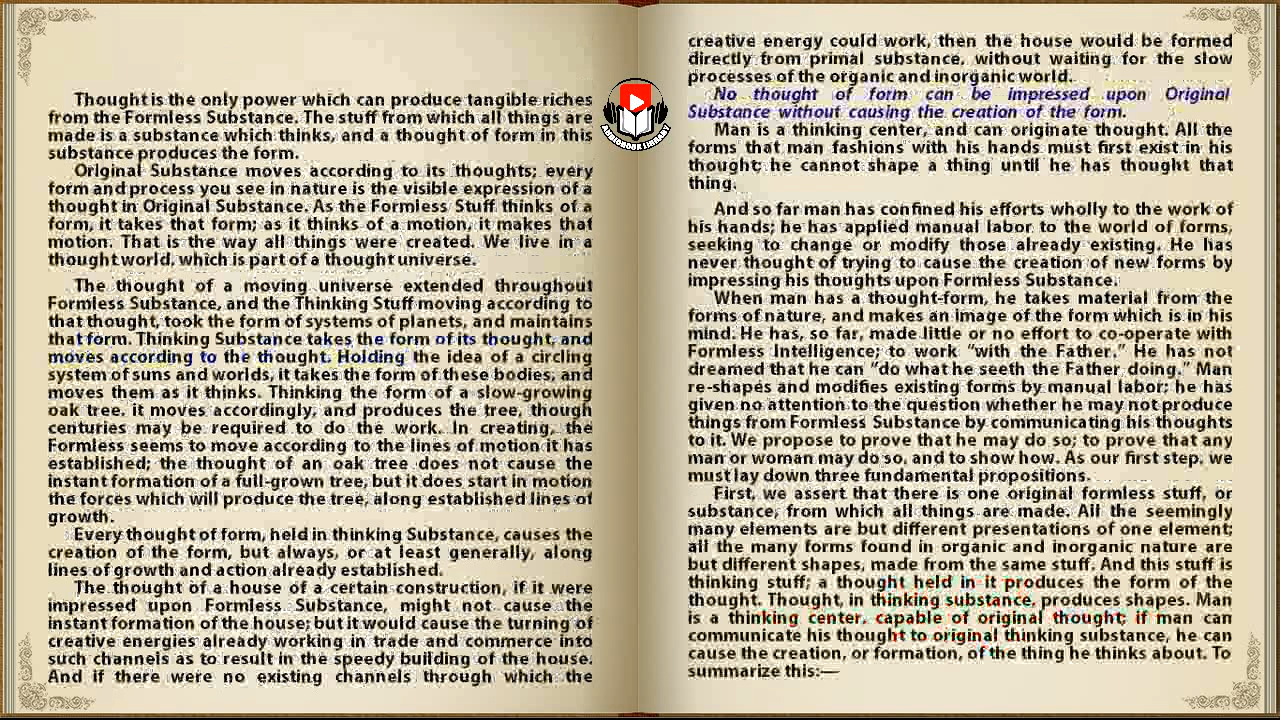 Thought is the only power which can produce tangible riches
from the Formless Substance. The stuff from which all things are
made is a substance which thinks, and a thought of form in this
substance produces the form.
Original Substance moves according to its thoughts; every
form and process you see in nature is the visible expression of a
thought in Original Substance. As the Formless Stuff thinks of a
form, it takes that form; as it thinks of a motion, it makes that
motion. That is the way all things were created. We live in a
thought world, which is part of a thought universe.
The thought of a moving universe extended throughout
Formless Substance, and the Thinking Stuff moving according to
that thought, took the form of systems of planets, and maintains
that form. Thinking Substance takes the form of its thought, and
moves according to the thought. Holding the idea of a circling
system of suns and worlds, it takes the form of these bodies, and
moves them as it thinks. Thinking the form of a slow-growing
oak tree, it moves accordingly, and produces the tree, though
centuries may be required to do the work. In creating, the
Formless seems to move according to the lines of motion it has
established; the thought of an oak tree does not cause the
instant formation of a full-grown tree, but it does start in motion
the forces which will produce the tree, along established lines of
growth.
Every thought of form, held in thinking Substance, causes the
creation of the form, but always, or at least generally, along
lines of growth and action already established.
The thought of a house of a certain construction, if it were
impressed upon Formless Substance, might not cause the
instant formation of the house; but it would cause the turning of
creative energies already working in trade and commerce into
such channels as to result in the speedy building of the house.
And if there were no existing channels through which the
AUDIOBOOK LIBRARY
creative energy could work, then the house would be formed
directly from primal substance, without waiting for the slow
processes of the organic and inorganic world.
No thought of form can be impressed upon Original
Substance without causing the creation of the form.
Man is a thinking center, and can originate thought. All the
forms that man fashions with his hands must first exist in his
thought; he cannot shape a thing until he has thought that
thing.
And so far man has confined his efforts wholly to the work of
his hands; he has applied manual labor to the world of forms,
seeking to change or modify those already existing. He has
never thought of trying to cause the creation of new forms by
impressing his thoughts upon Formless Substance.
When man has a thought-form, he takes material from the
forms of nature, and makes an image of the form which is in his
mind. He has, so far, made little or no effort to co-operate with
Formless Intelligence; to work “with the Father.” He has not
dreamed that he can “do what he seeth the Father doing.” Man
re-shapes and modifies existing forms by manual labor; he has
given no attention to the question whether he may not produce
things from Formless Substance by communicating his thoughts
to it. We propose to prove that he may do so; to prove that any
man or woman may do so, and to show how. As our first step, we
must lay down three fundamental propositions.
First, we assert that there is one original formless stuff, or
substance, from which all things are made. All the seemingly
many elements are but different presentations of one element;
all the many forms found in organic and inorganic nature are
but different shapes, made from the same stuff. And this stuff is
thinking stuff; a thought held in it produces the form of the
thought. Thought, in thinking substance, produces shapes. Man
is a thinking center, capable of original thought; if man can
communicate his thought to original thinking substance, he can
cause the creation, or formation, of the thing he thinks about. To
summarize this:—